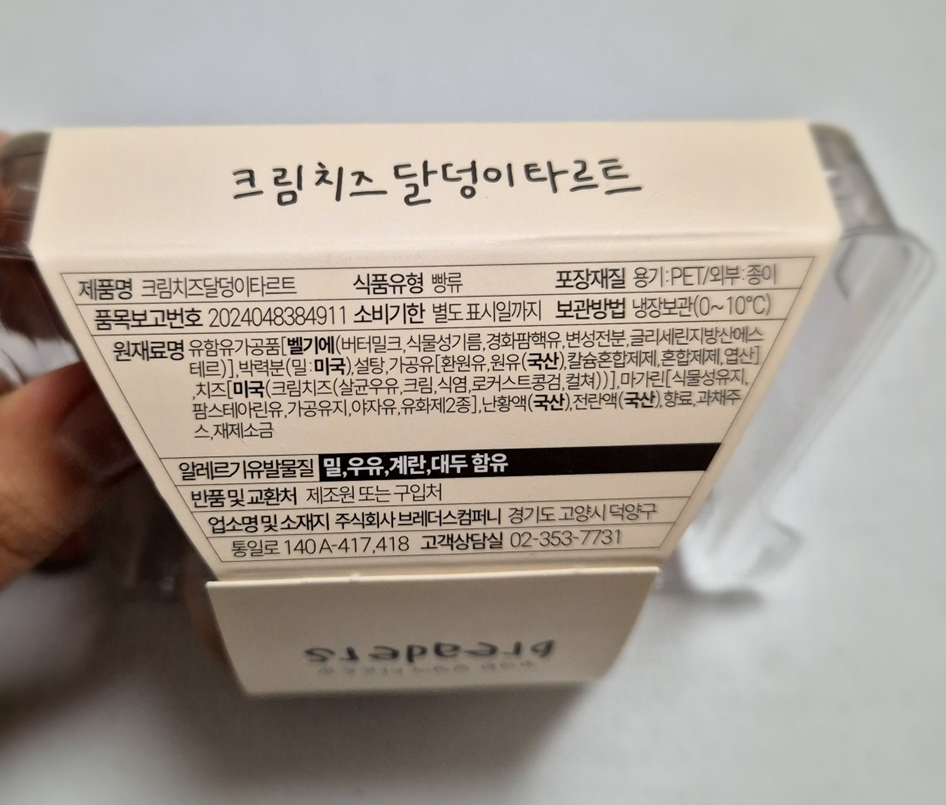 크림치즈달덩이타르트
제품명 크림치즈달덩이타르트 식품유형 빵류 포장재질 용기:PET/외부:종이
품목보고번호 2024048384911 소비기한 별도 표시일까지 보관방법 냉장보관(0~10℃)
원재료명 유함유가공품[벨기에(버터밀크,식물성기름,경화팜핵유,변성전분,글리세린지방산에스
테르)],박력분(밀:미국),설탕,가공유[환원유,원유(국산),칼슘혼합제제,혼합제제,엽산]
,치즈[미국(크림치즈(살균우유,크림,식염,로커스트콩검,컬쳐))],마가린[식물성유지,
팜스테아린유,가공유지,야자유,유화제2종],난황액(국산),전란액(국산),향료,과채주
스,재제소금
알레르기유발물질 밀,우유,계란,대두 함유
반품 및 교환처 제조원 또는 구입처
업소명 및 소재지 주식회사 브레더스컴퍼니 경기도 고양시 덕양구
통일로 140 A-417,418 고객상담실 02-353-7731
breaders